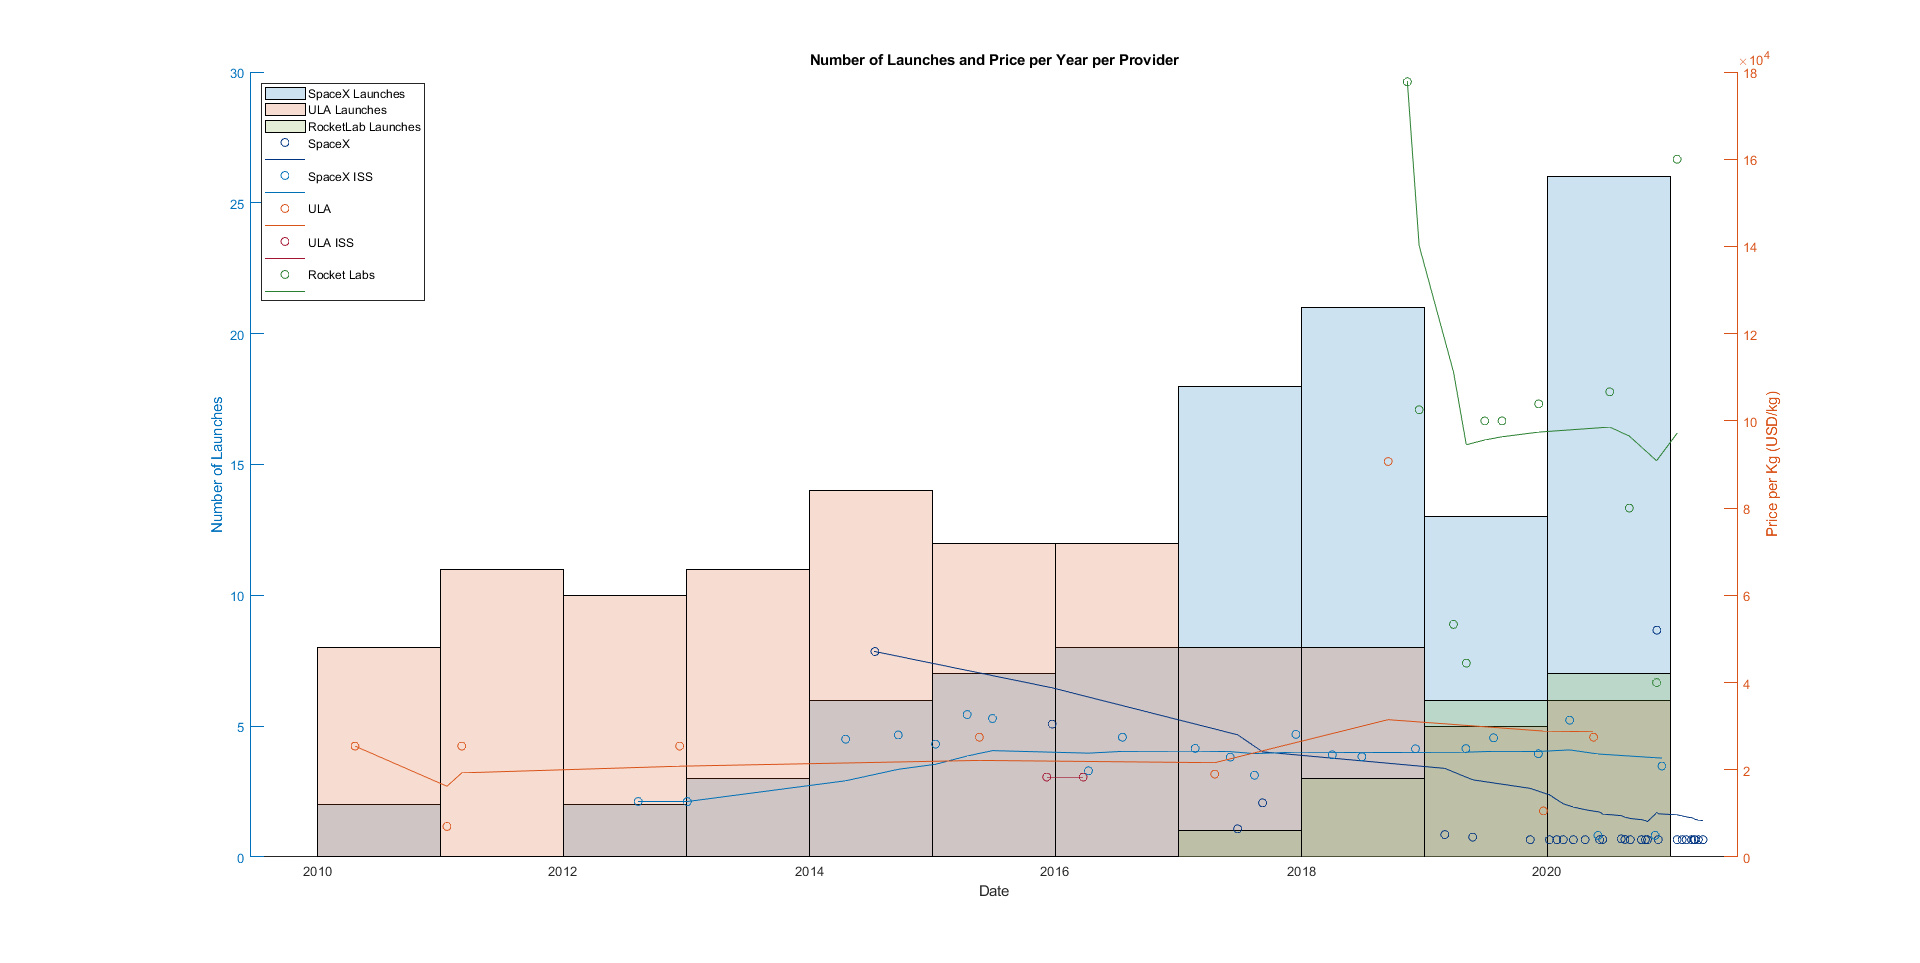 Number of Launches and Price per Year per Provider
×10⁴
SpaceX Launches
ULA Launches
RocketLab Launches
SpaceX
SpaceX ISS
ULA
ULA ISS
Rocket Labs
30
25
20
15
10
5
0
Number of Launches
18
16
14
12
10
8
6
4
2
0
Price per Kg (USD/kg)
2010 2012 2014 2016 2018 2020
Date